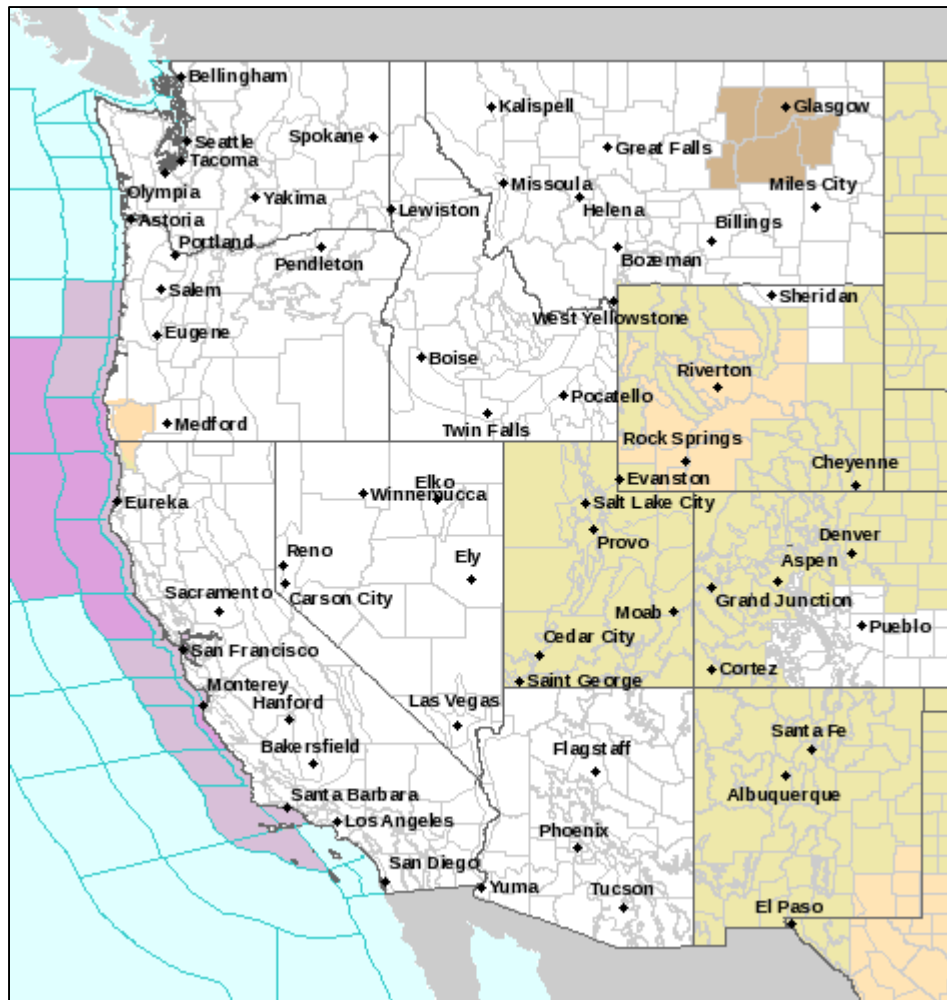 Bellingham
Kalispell
Glasgow
Spokane
Seattle
Great Falls
Tacoma
Olympia
Missoula
Miles City
Yakima
Helena
Lewiston
Astoria
Billings
Portland
Bozeman
Pendleton
Salem
Sheridan
West Yellowstone
Eugene
Boise
Riverton
Pocatello
Medford
Twin Falls
Rock Springs
Cheyenne
Evanston
Elko
Winnemucca
Eureka
Salt Lake City
Provo
Denver
Reno
Ely
Aspen
Carson City
Grand Junction
Sacramento
Moab
Pueblo
Cedar City
San Francisco
Cortez
Saint George
Monterey
Las Vegas
Hanford
Santa Fe
Bakersfield
Flagstaff
Albuquerque
Santa Barbara
Los Angeles
Phoenix
San Diego
Yuma
Tucson
El Paso